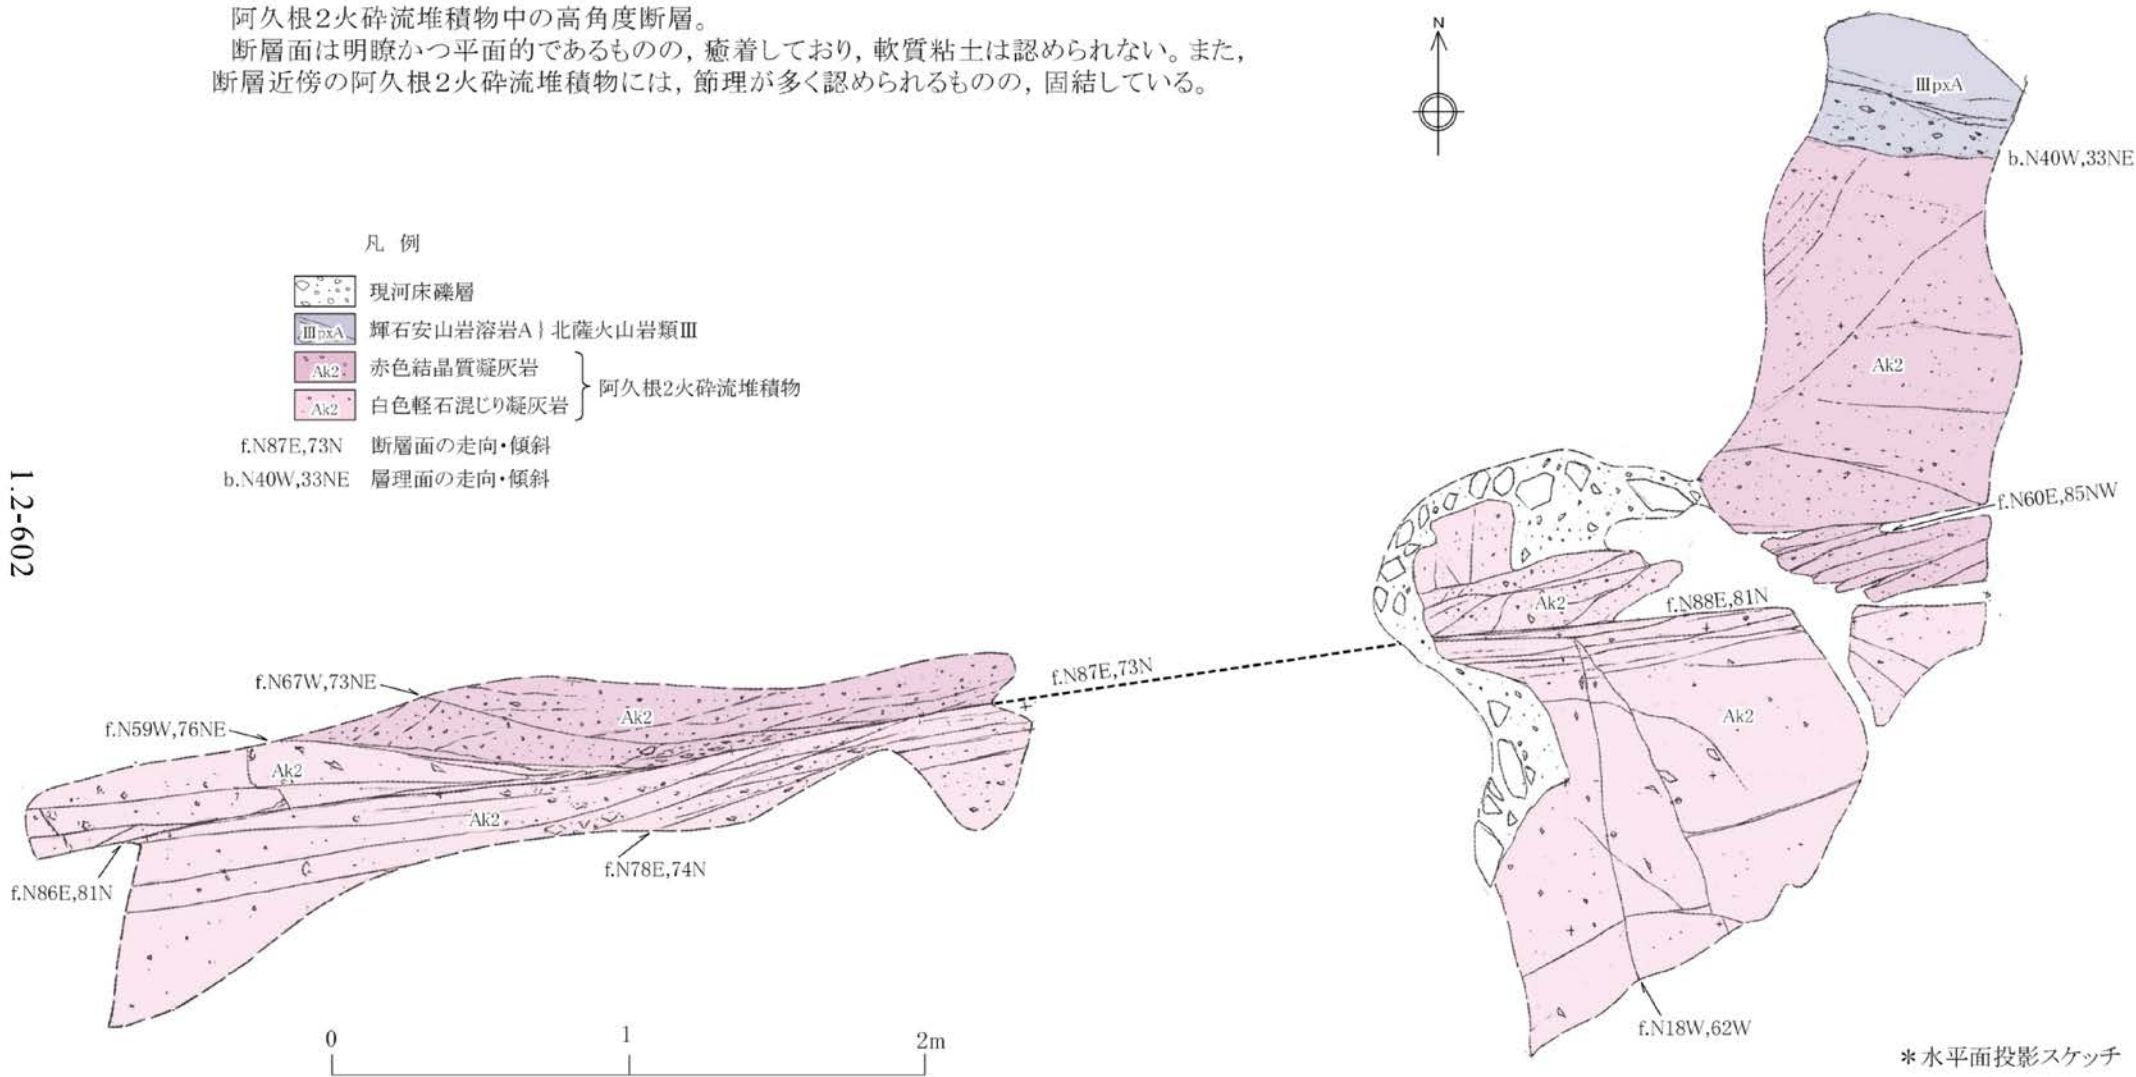 阿久根2火砕流堆積物中の高角度断層。
断層面は明瞭かつ平面的であるものの，癒着しており，軟質粘土は認められない。また，
断層近傍の阿久根2火砕流堆積物には，節理が多く認められるものの，固結している。
N
ⅢpxA
b.N40W,33NE
凡 例
現河床礫層
ⅢpxA 輝石安山岩溶岩A } 北薩火山岩類Ⅲ
Ak2 赤色結晶質凝灰岩
阿久根2火砕流堆積物
Ak2 白色軽石混じり凝灰岩
f.N87E,73N 断層面の走向・傾斜
b.N40W,33NE 層理面の走向・傾斜
1.2-602
Ak2
f.N60E,85NW
Ak2
f.N88E,81N
f.N87E,73N
f.N67W,73NE
Ak2
f.N59W,76NE
Ak2
Ak2
Ak2
f.N86E,81N
f.N78E,74N
f.N18W,62W
0 1 2m
＊水平面投影スケッチ